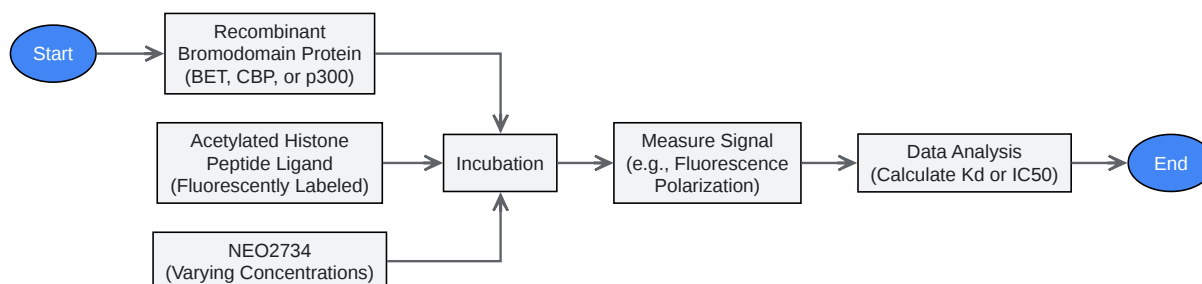 Start
Recombinant
Bromodomain Protein
(BET, CBP, or p300)
Acetylated Histone
Peptide Ligand
(Fluorescently Labeled)
NEO2734
(Varying Concentrations)
Incubation
Measure Signal
(e.g., Fluorescence
Polarization)
Data Analysis
(Calculate Kd or IC50)
End